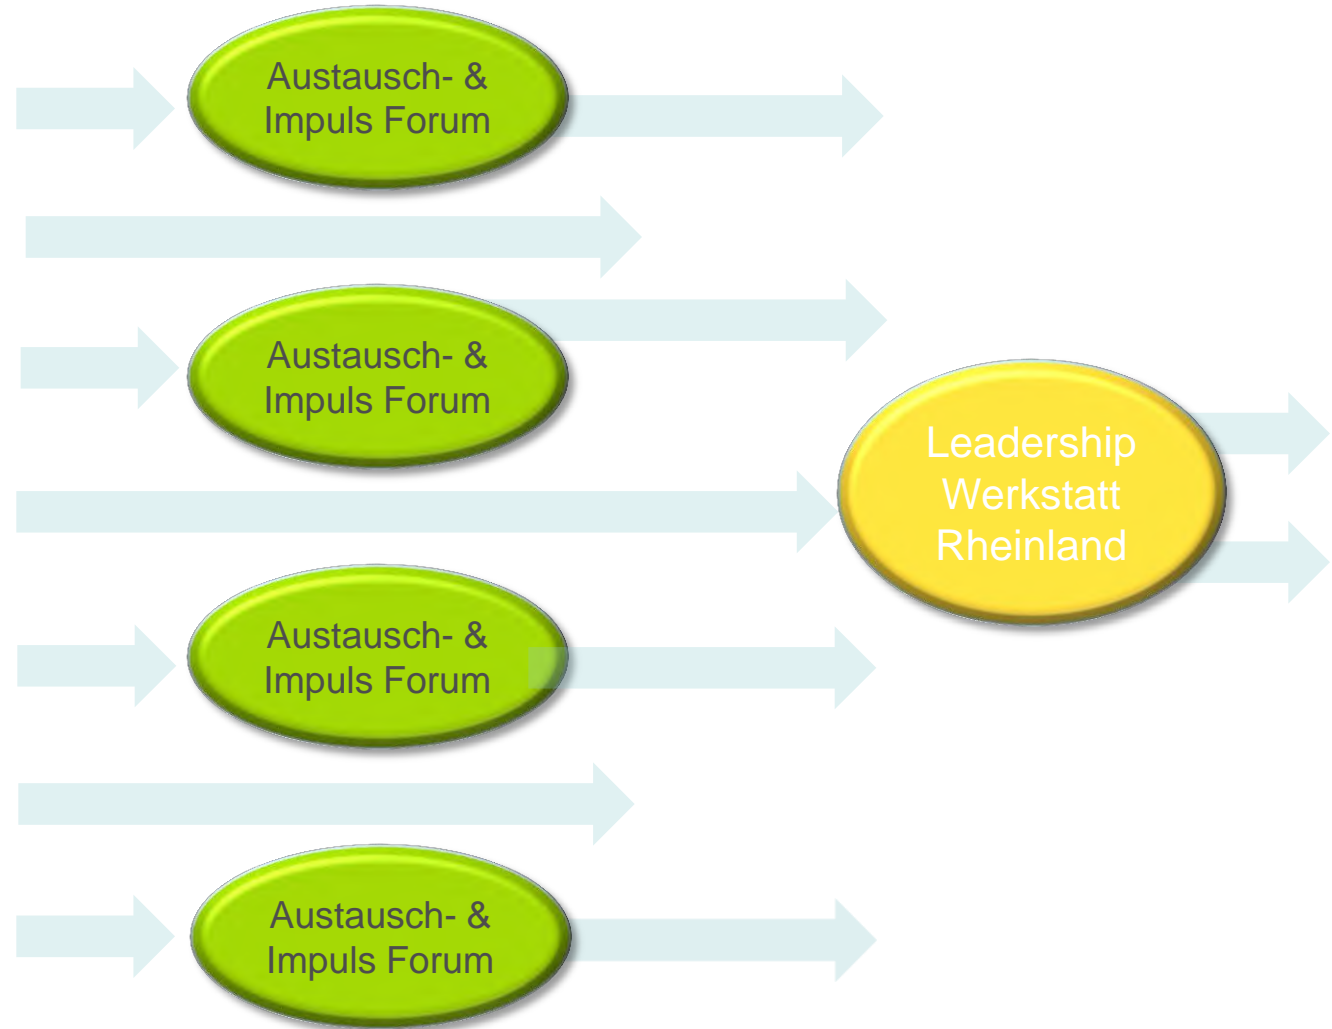 Austausch- &
Impuls Forum
Austausch- &
Impuls Forum
Leadership
Werkstatt
Rheinland
Austausch- &
Impuls Forum
Austausch- &
Impuls Forum